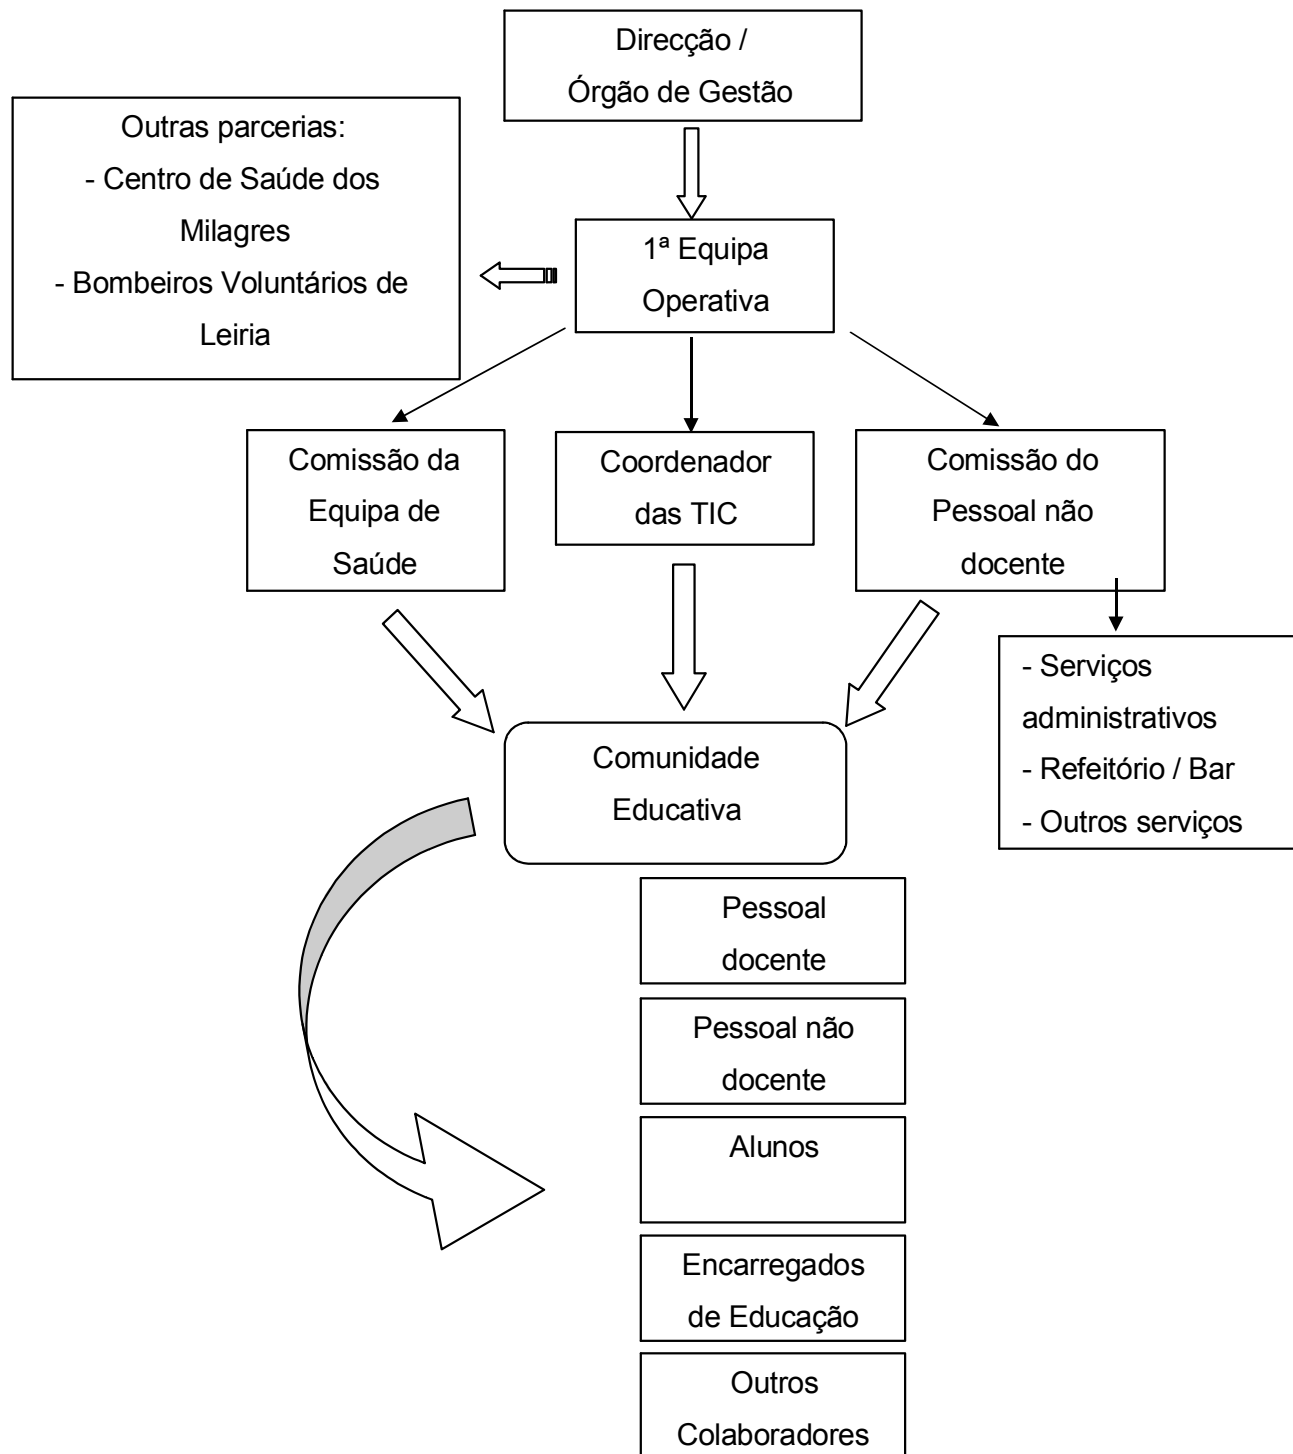 Direcção /
Órgão de Gestão
Outras parcerias:
- Centro de Saúde dos
Milagres
- Bombeiros Voluntários de
Leiria
1ª Equipa
Operativa
Comissão da
Equipa de
Saúde
Coordenador
das TIC
Comissão do
Pessoal não
docente
- Serviços
administrativos
- Refeitório / Bar
- Outros serviços
Comunidade
Educativa
Pessoal
docente
Pessoal não
docente
Alunos
Encarregados
de Educação
Outros
Colaboradores